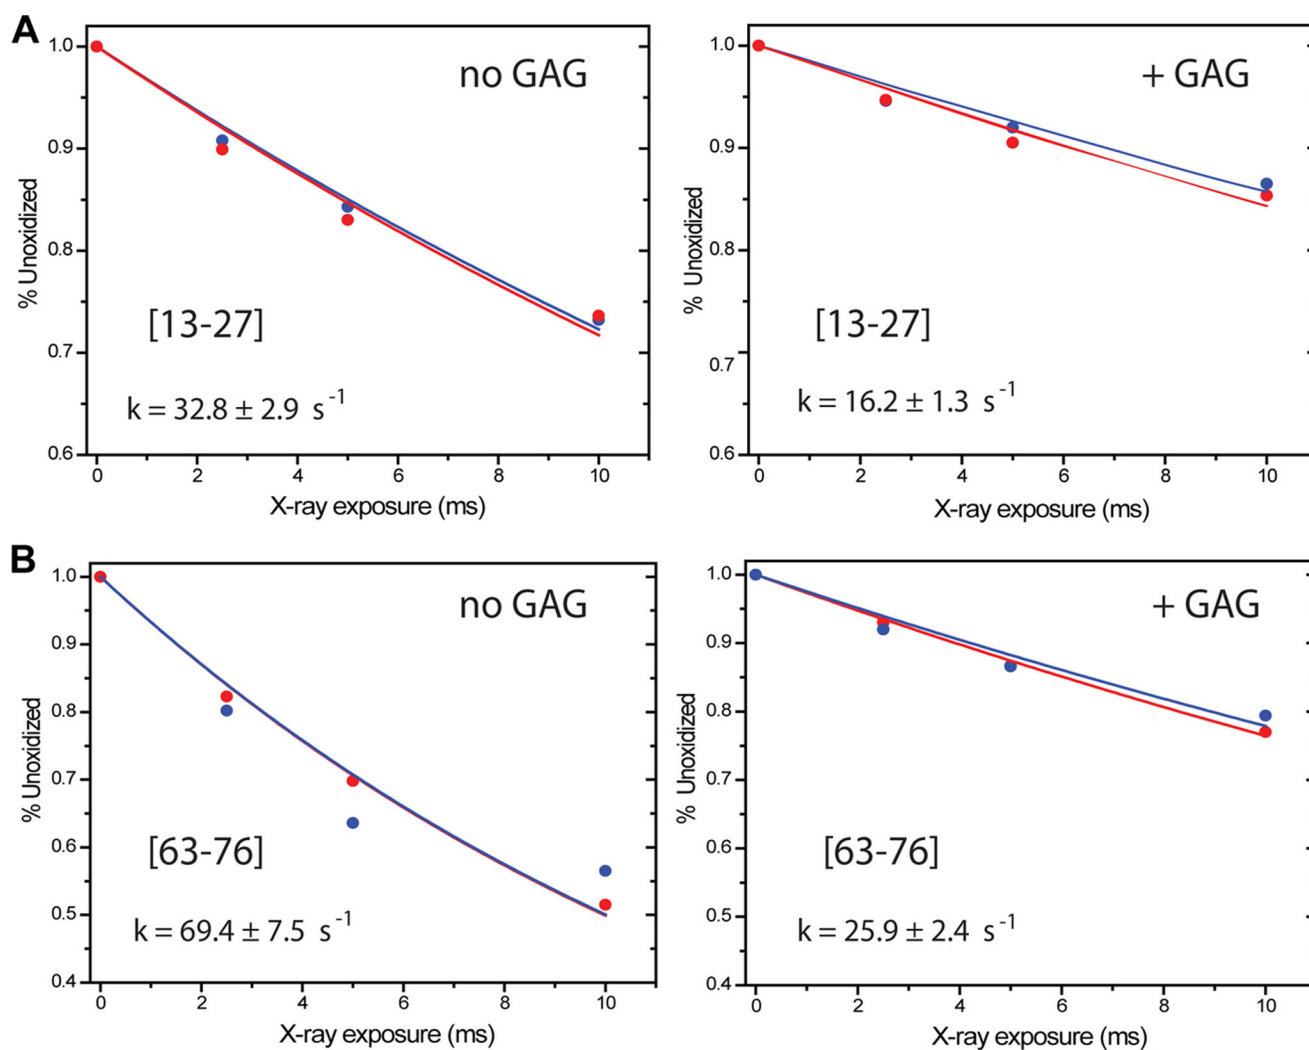 A
no GAG
+ GAG
% Unoxidized
1.0
0.9
0.8
0.7
0.6
[13-27]
k = 32.8 ± 2.9 s⁻¹
0 2 4 6 8 10
X-ray exposure (ms)
% Unoxidized
1.0
0.9
0.8
0.7
0.6
[13-27]
k = 16.2 ± 1.3 s⁻¹
0 2 4 6 8 10
X-ray exposure (ms)
B
no GAG
+ GAG
% Unoxidized
1.0
0.9
0.8
0.7
0.6
0.5
0.4
[63-76]
k = 69.4 ± 7.5 s⁻¹
0 2 4 6 8 10
X-ray exposure (ms)
% Unoxidized
1.0
0.9
0.8
0.7
0.6
0.5
0.4
[63-76]
k = 25.9 ± 2.4 s⁻¹
0 2 4 6 8 10
X-ray exposure (ms)